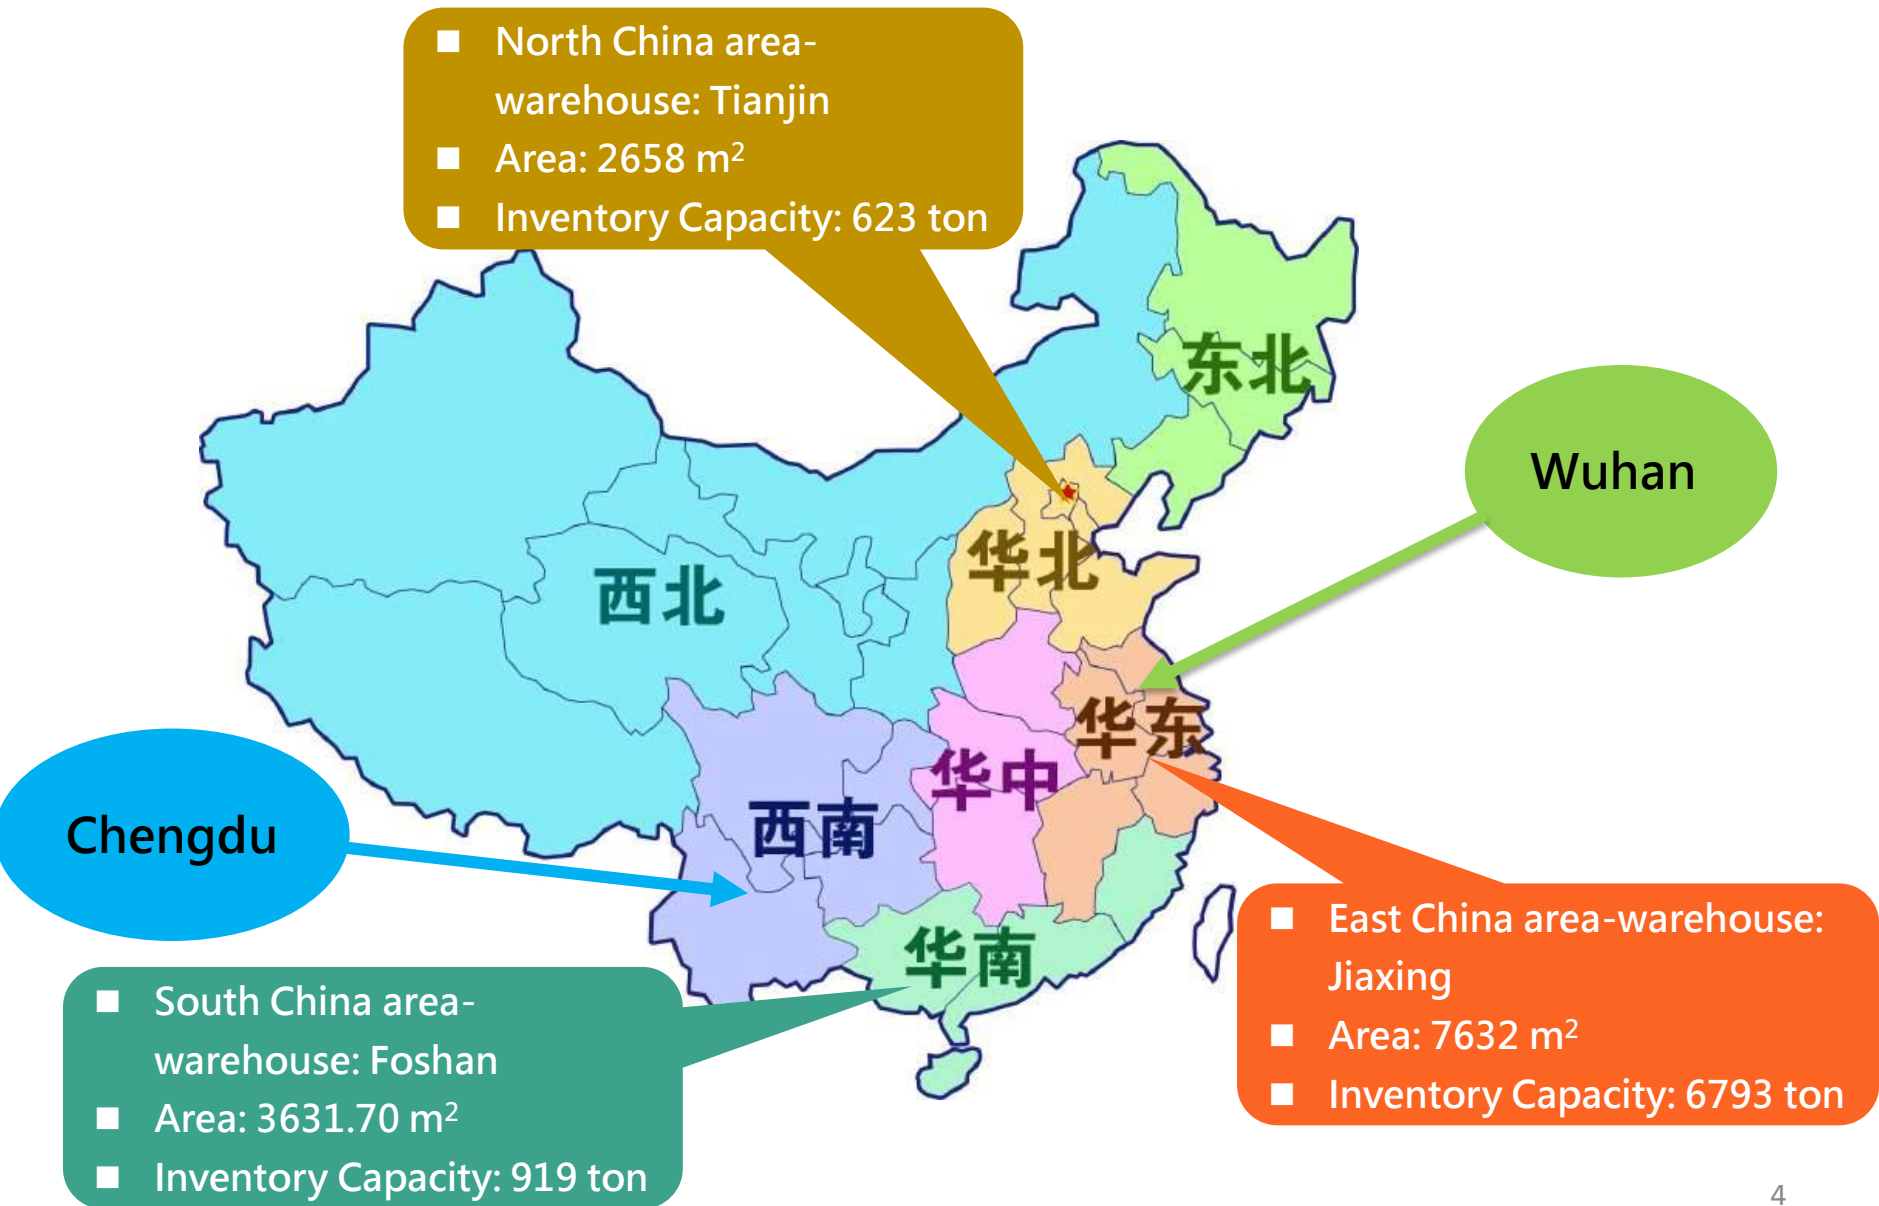 ■ North China area-
warehouse: Tianjin
■ Area: 2658 m²
■ Inventory Capacity: 623 ton
东北
Wuhan
华北
西北
华东
华中
西南
Chengdu
华南
■ East China area-warehouse:
Jiaxing
■ Area: 7632 m²
■ Inventory Capacity: 6793 ton
■ South China area-
warehouse: Foshan
■ Area: 3631.70 m²
■ Inventory Capacity: 919 ton
4